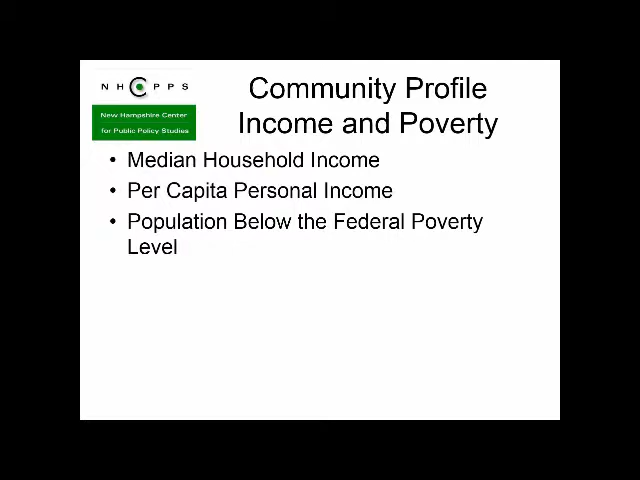 NHCPPS
New Hampshire Center
for Public Policy Studies
Community Profile
Income and Poverty
• Median Household Income
• Per Capita Personal Income
• Population Below the Federal Poverty
Level